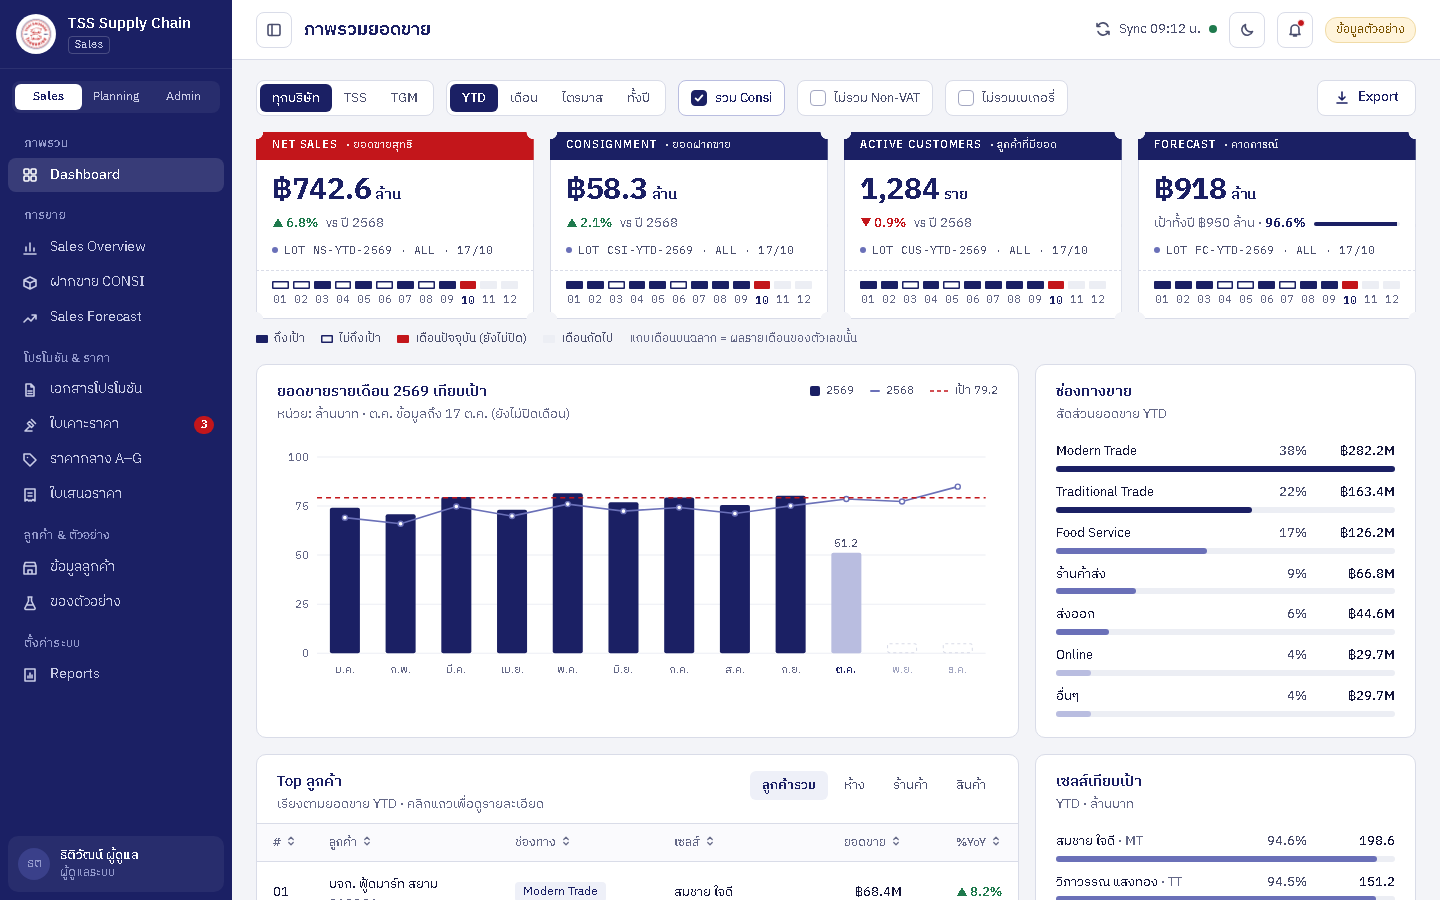 TSS Supply Chain
Sales
Sales Planning Admin
ภาพรวม
Dashboard
การขาย
Sales Overview
ฝากขาย CONSI
Sales Forecast
โปรโมชัน & ราคา
เอกสารโปรโมชัน
ใบเคาะราคา 3
ราคากลาง A–G
ใบเสนอราคา
ลูกค้า & ตัวอย่าง
ข้อมูลลูกค้า
ของตัวอย่าง
ตั้งค่าระบบ
Reports
ธต
ธิติวัฒน์ ผู้ดูแล
ผู้ดูแลระบบ
ภาพรวมยอดขาย
Sync 09:12 น.
ข้อมูลตัวอย่าง
ทุกบริษัท TSS TGM
YTD เดือน ไตรมาส ทั้งปี
รวม Consi
ไม่รวม Non-VAT
ไม่รวมเบเกอรี่
Export
NET SALES · ยอดขายสุทธิ
฿742.6 ล้าน
▲ 6.8% vs ปี 2568
LOT NS-YTD-2569 · ALL · 17/10
01 02 03 04 05 06 07 08 09 10 11 12
CONSIGNMENT · ยอดฝากขาย
฿58.3 ล้าน
▲ 2.1% vs ปี 2568
LOT CSI-YTD-2569 · ALL · 17/10
01 02 03 04 05 06 07 08 09 10 11 12
ACTIVE CUSTOMERS · ลูกค้าที่มียอด
1,284 ราย
▼ 0.9% vs ปี 2568
LOT CUS-YTD-2569 · ALL · 17/10
01 02 03 04 05 06 07 08 09 10 11 12
FORECAST · คาดการณ์
฿918 ล้าน
เป้าทั้งปี ฿950 ล้าน · 96.6%
LOT FC-YTD-2569 · ALL · 17/10
01 02 03 04 05 06 07 08 09 10 11 12
ถึงเป้า ไม่ถึงเป้า เดือนปัจจุบัน (ยังไม่ปิด) เดือนถัดไป แถบเดือนบนฉลาก = ผลรายเดือนของตัวเลขนั้น
ยอดขายรายเดือน 2569 เทียบเป้า
หน่วย: ล้านบาท · ต.ค. ข้อมูลถึง 17 ต.ค. (ยังไม่ปิดเดือน)
2569 2568 เป้า 79.2
100
75
50
25
0
51.2
ม.ค. ก.พ. มี.ค. เม.ย. พ.ค. มิ.ย. ก.ค. ส.ค. ก.ย. ต.ค. พ.ย. ธ.ค.
ช่องทางขาย
สัดส่วนยอดขาย YTD
Modern Trade 38% ฿282.2M
Traditional Trade 22% ฿163.4M
Food Service 17% ฿126.2M
ร้านค้าส่ง 9% ฿66.8M
ส่งออก 6% ฿44.6M
Online 4% ฿29.7M
อื่นๆ 4% ฿29.7M
Top ลูกค้า
เรียงตามยอดขาย YTD · คลิกแถวเพื่อดูรายละเอียด
ลูกค้ารวม ห้าง ร้านค้า สินค้า
# ลูกค้า ช่องทาง เซลส์ ยอดขาย %YoY
01 บจก. ฟู้ดมาร์ท สยาม Modern Trade สมชาย ใจดี ฿68.4M ▲ 8.2%
เซลส์เทียบเป้า
YTD · ล้านบาท
สมชาย ใจดี · MT 94.6% 198.6
วิภาวรรณ แสงทอง · TT 94.5% 151.2